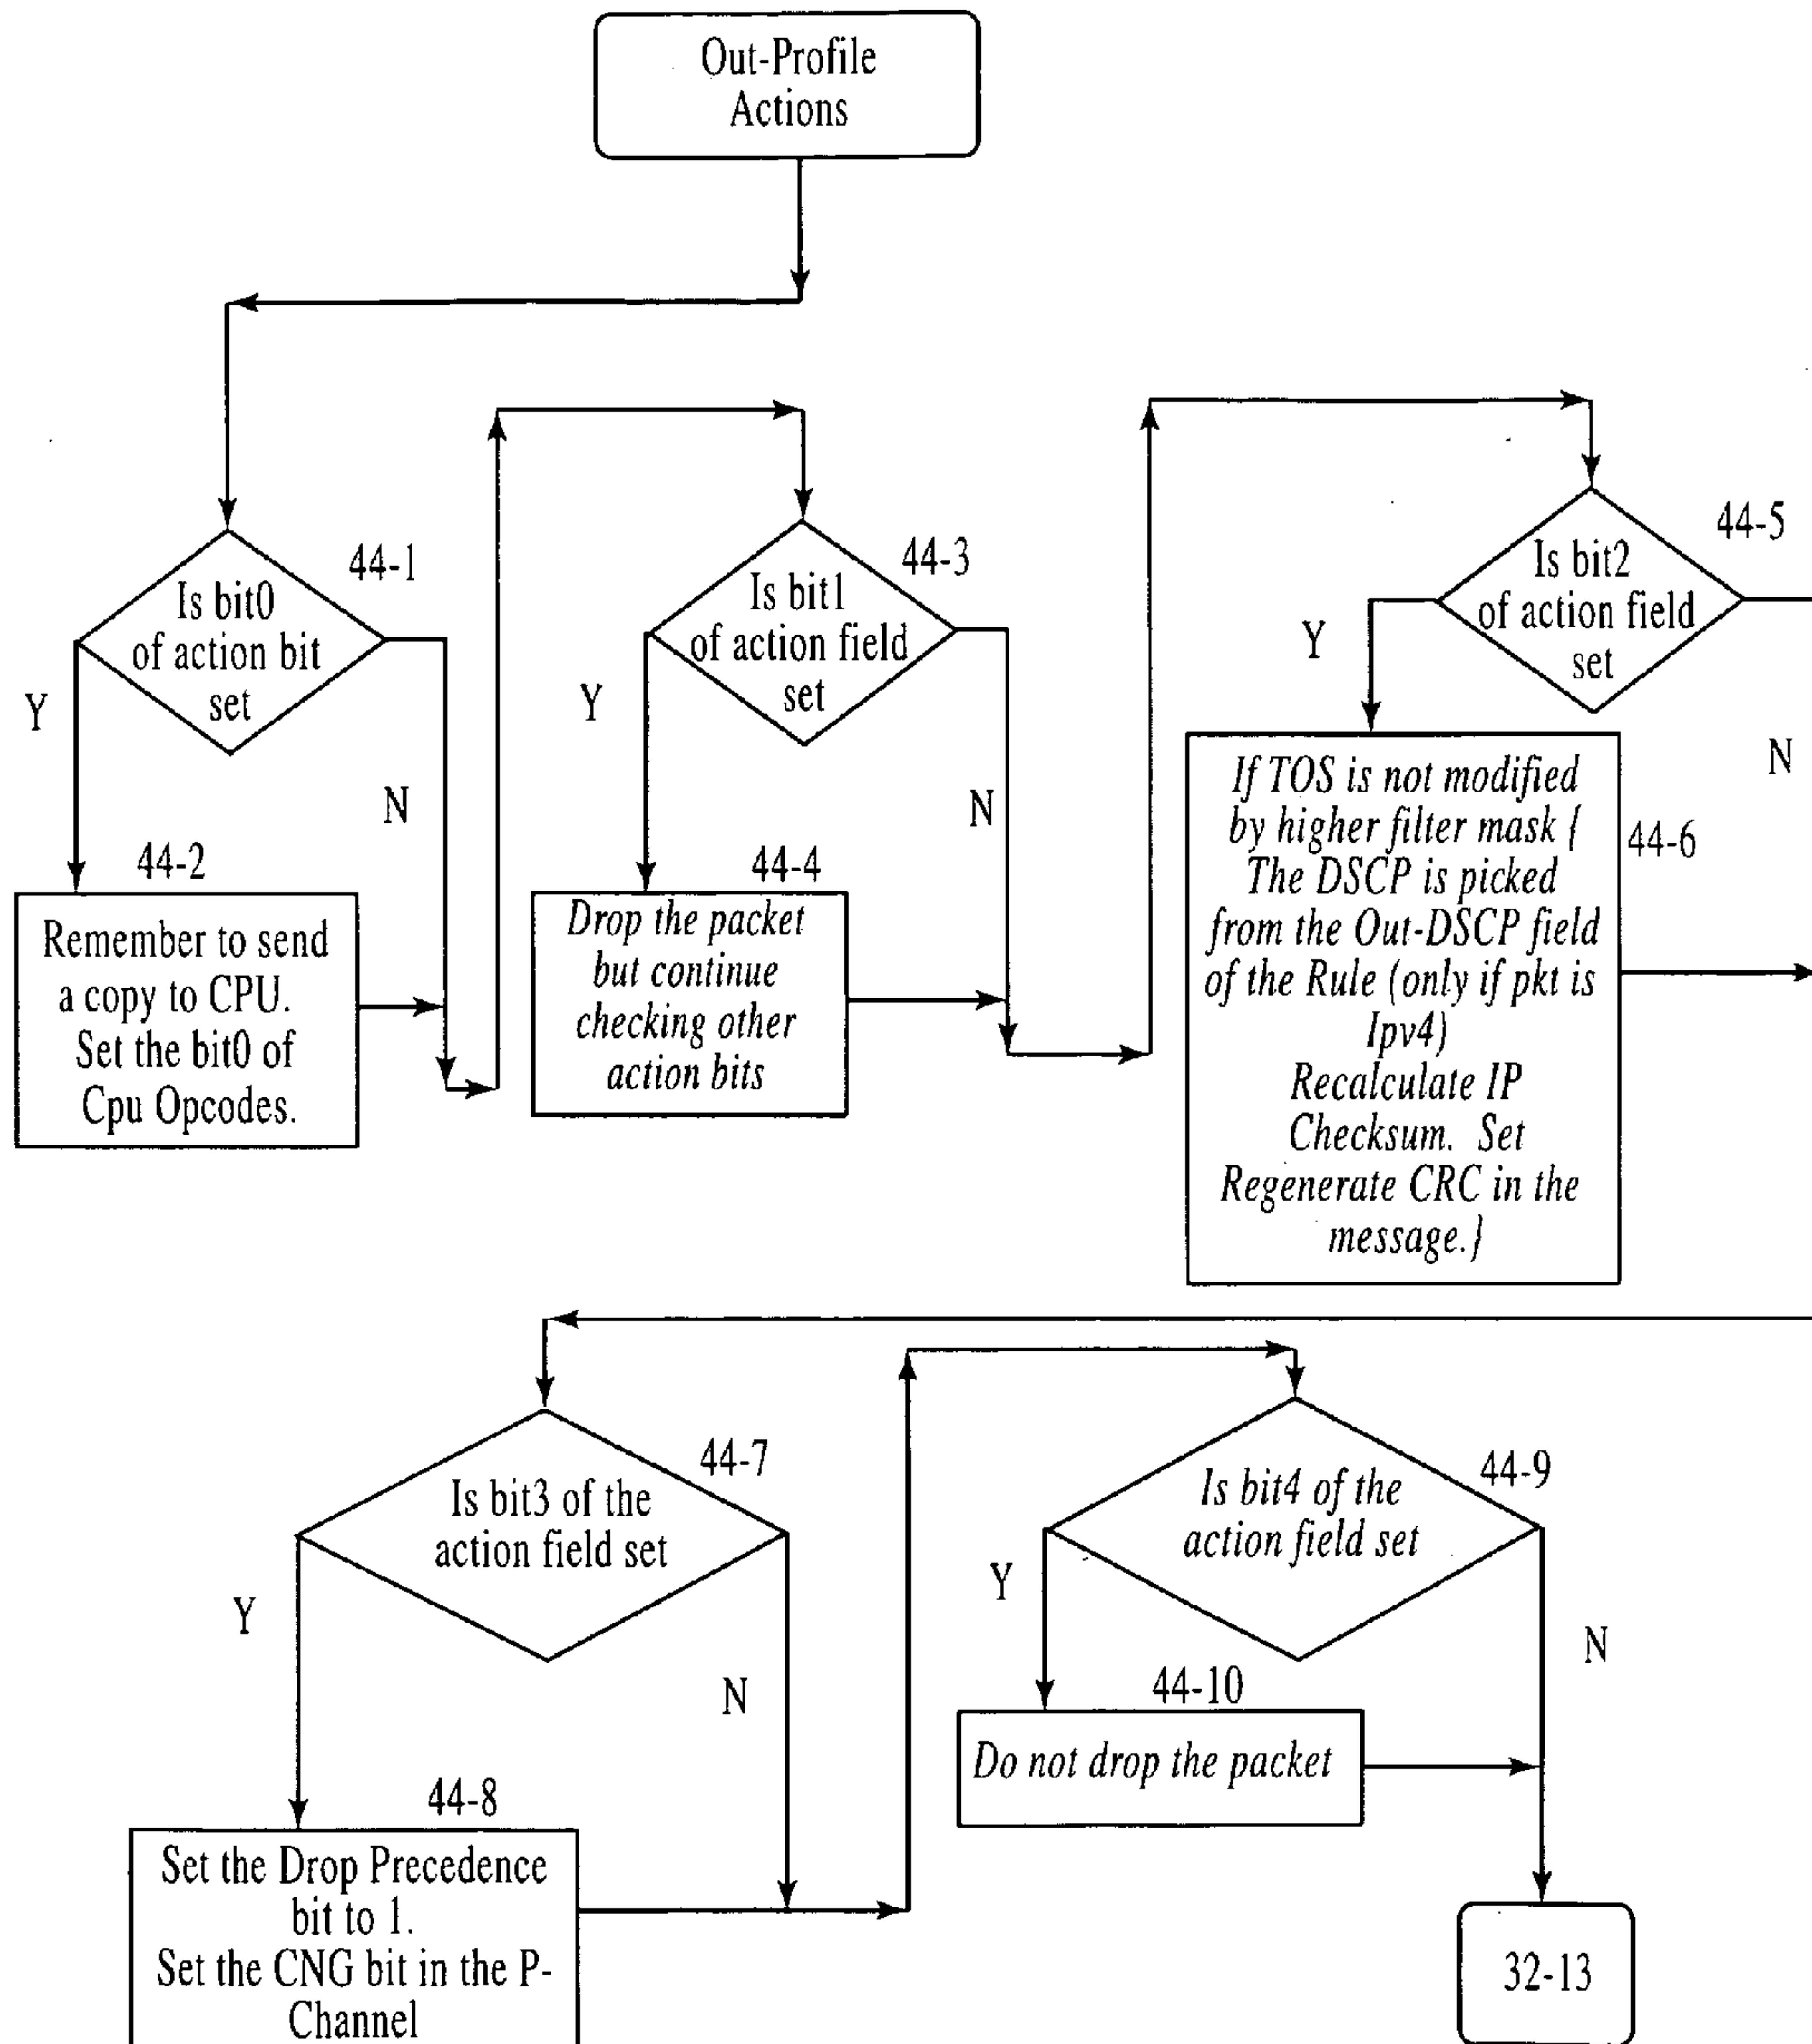 Out-Profile
Actions
44-1
Is bit0
of action bit
set
Y
N
44-2
Remember to send
a copy to CPU.
Set the bit0 of
Cpu Opcodes.
44-3
Is bit1
of action field
set
Y
N
44-4
Drop the packet
but continue
checking other
action bits
44-5
Is bit2
of action field
set
Y
N
44-6
If TOS is not modified
by higher filter mask {
The DSCP is picked
from the Out-DSCP field
of the Rule (only if pkt is
Ipv4)
Recalculate IP
Checksum. Set
Regenerate CRC in the
message.}
44-7
Is bit3 of the
action field set
Y
N
44-8
Set the Drop Precedence
bit to 1.
Set the CNG bit in the P-
Channel
44-9
Is bit4 of the
action field set
Y
N
44-10
Do not drop the packet
32-13